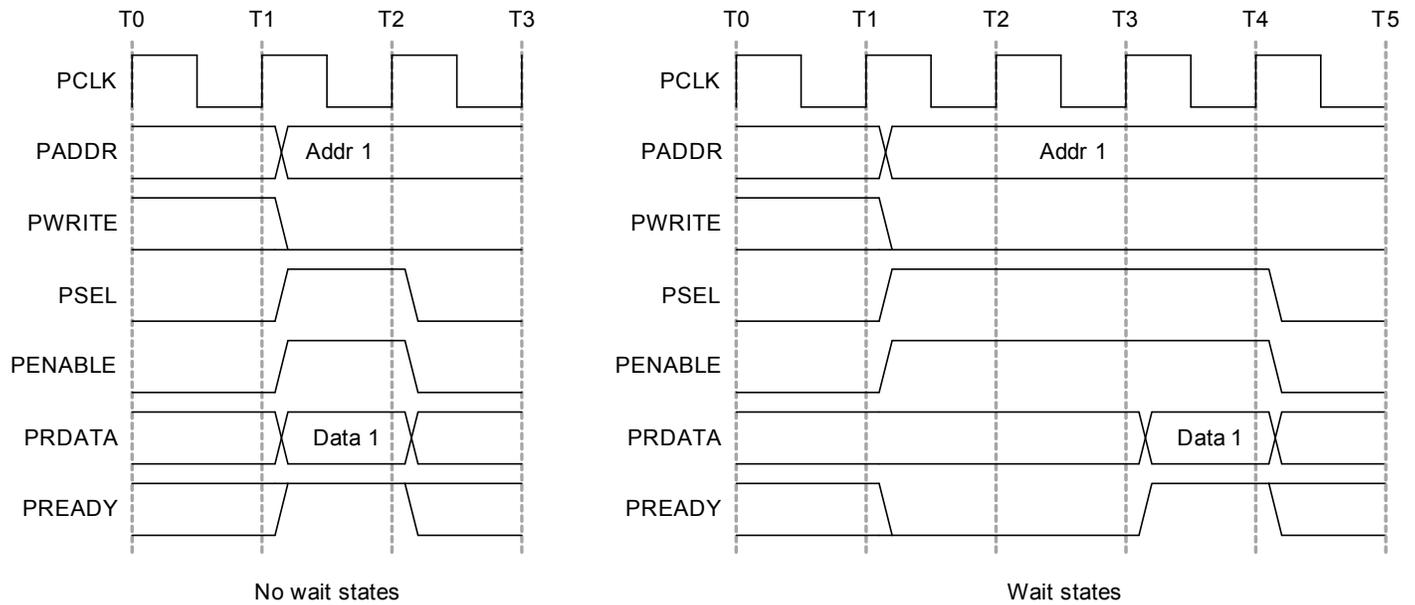 T0 T1 T2 T3
PCLK
PADDR Addr 1
PWRITE
PSEL
PENABLE
PRDATA Data 1
PREADY
No wait states
T0 T1 T2 T3 T4 T5
PCLK
PADDR Addr 1
PWRITE
PSEL
PENABLE
PRDATA Data 1
PREADY
Wait states